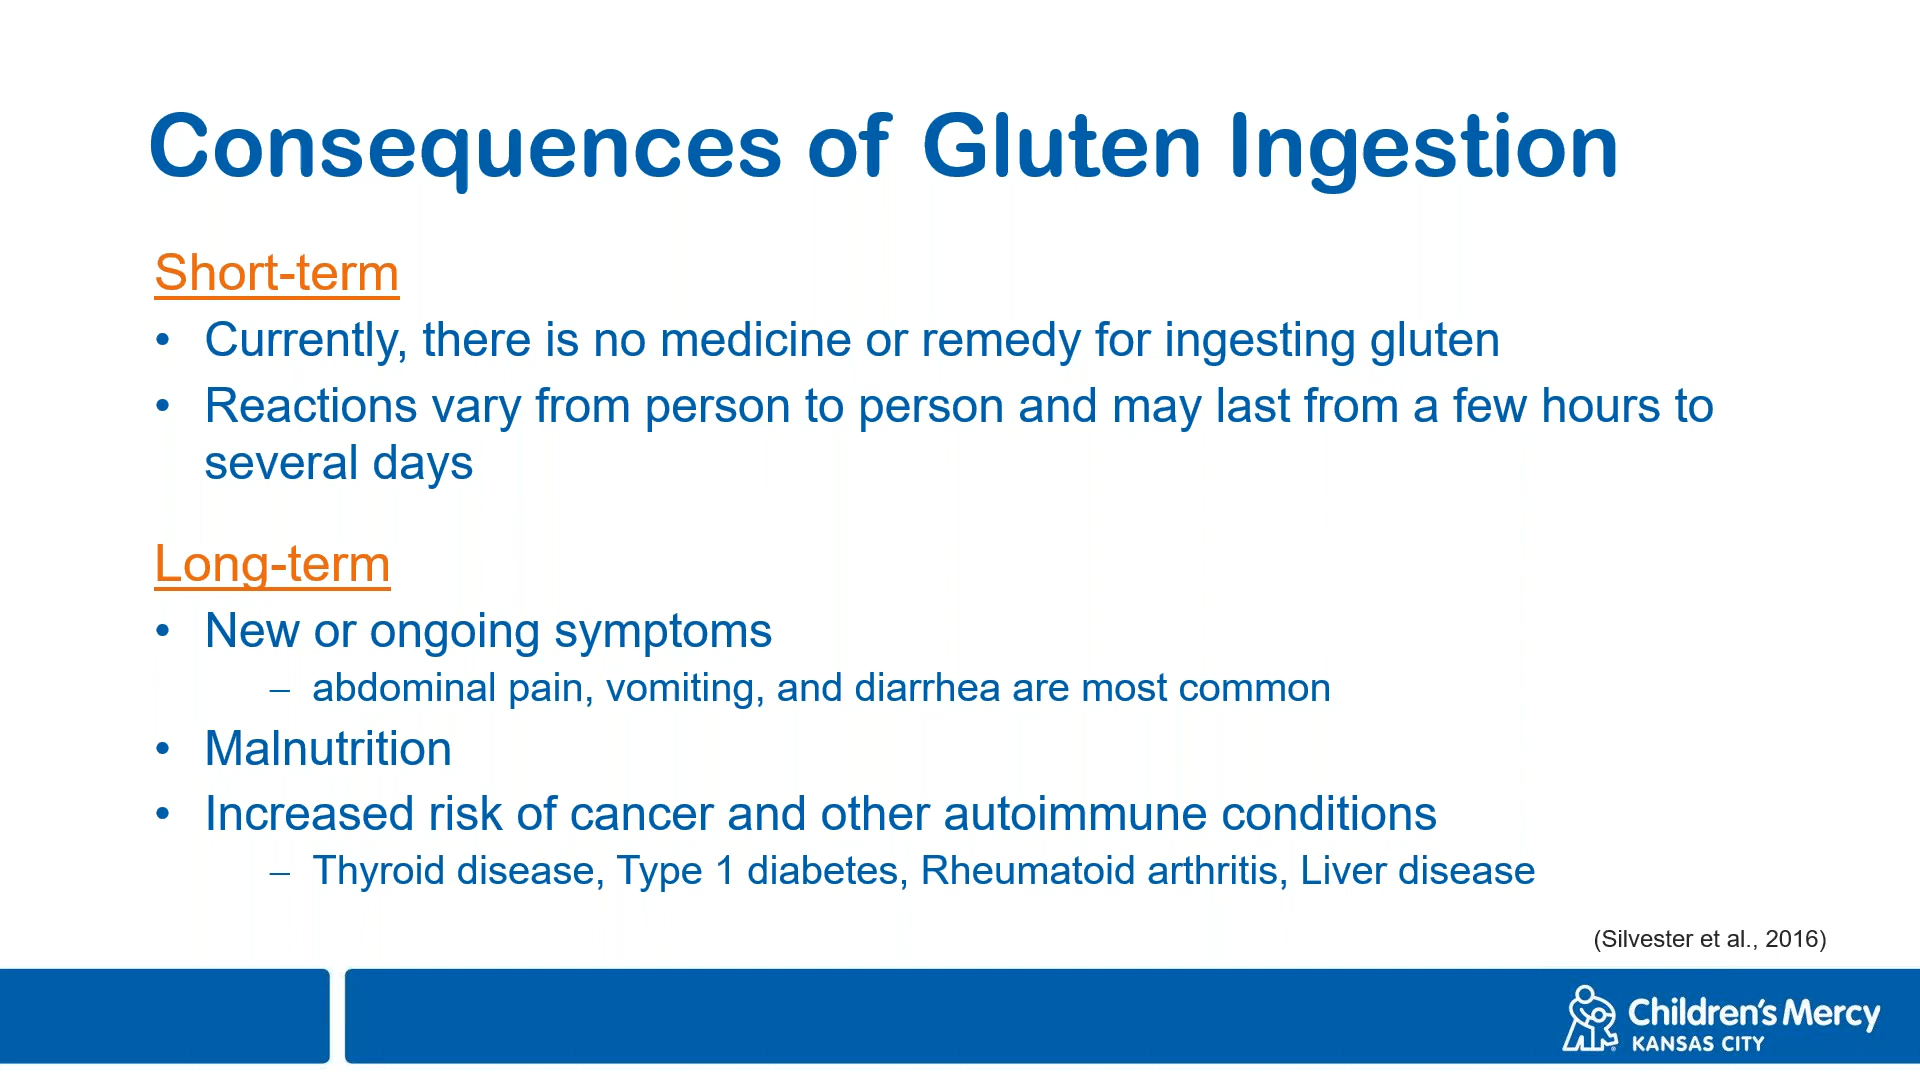 Consequences of Gluten Ingestion
Short-term
• Currently, there is no medicine or remedy for ingesting gluten
• Reactions vary from person to person and may last from a few hours to
several days
Long-term
• New or ongoing symptoms
– abdominal pain, vomiting, and diarrhea are most common
• Malnutrition
• Increased risk of cancer and other autoimmune conditions
– Thyroid disease, Type 1 diabetes, Rheumatoid arthritis, Liver disease
(Silvester et al., 2016)
Children's Mercy
KANSAS CITY